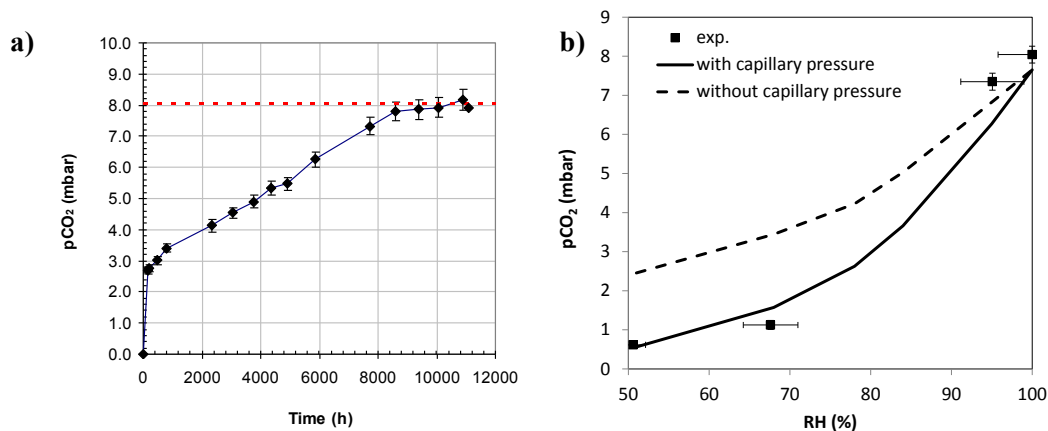 a)
10.0
9.0
8.0
7.0
6.0
5.0
4.0
3.0
2.0
1.0
0.0
pCO₂ (mbar)
0 2000 4000 6000 8000 10000 12000
Time (h)
b)
9
8
7
6
5
4
3
2
1
0
pCO₂ (mbar)
exp.
with capillary pressure
without capillary pressure
50 60 70 80 90 100
RH (%)